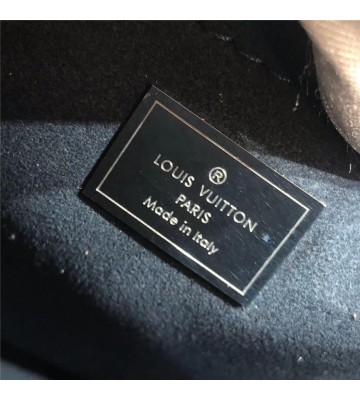 ®
LOUIS VUITTON
PARIS
Made in Italy